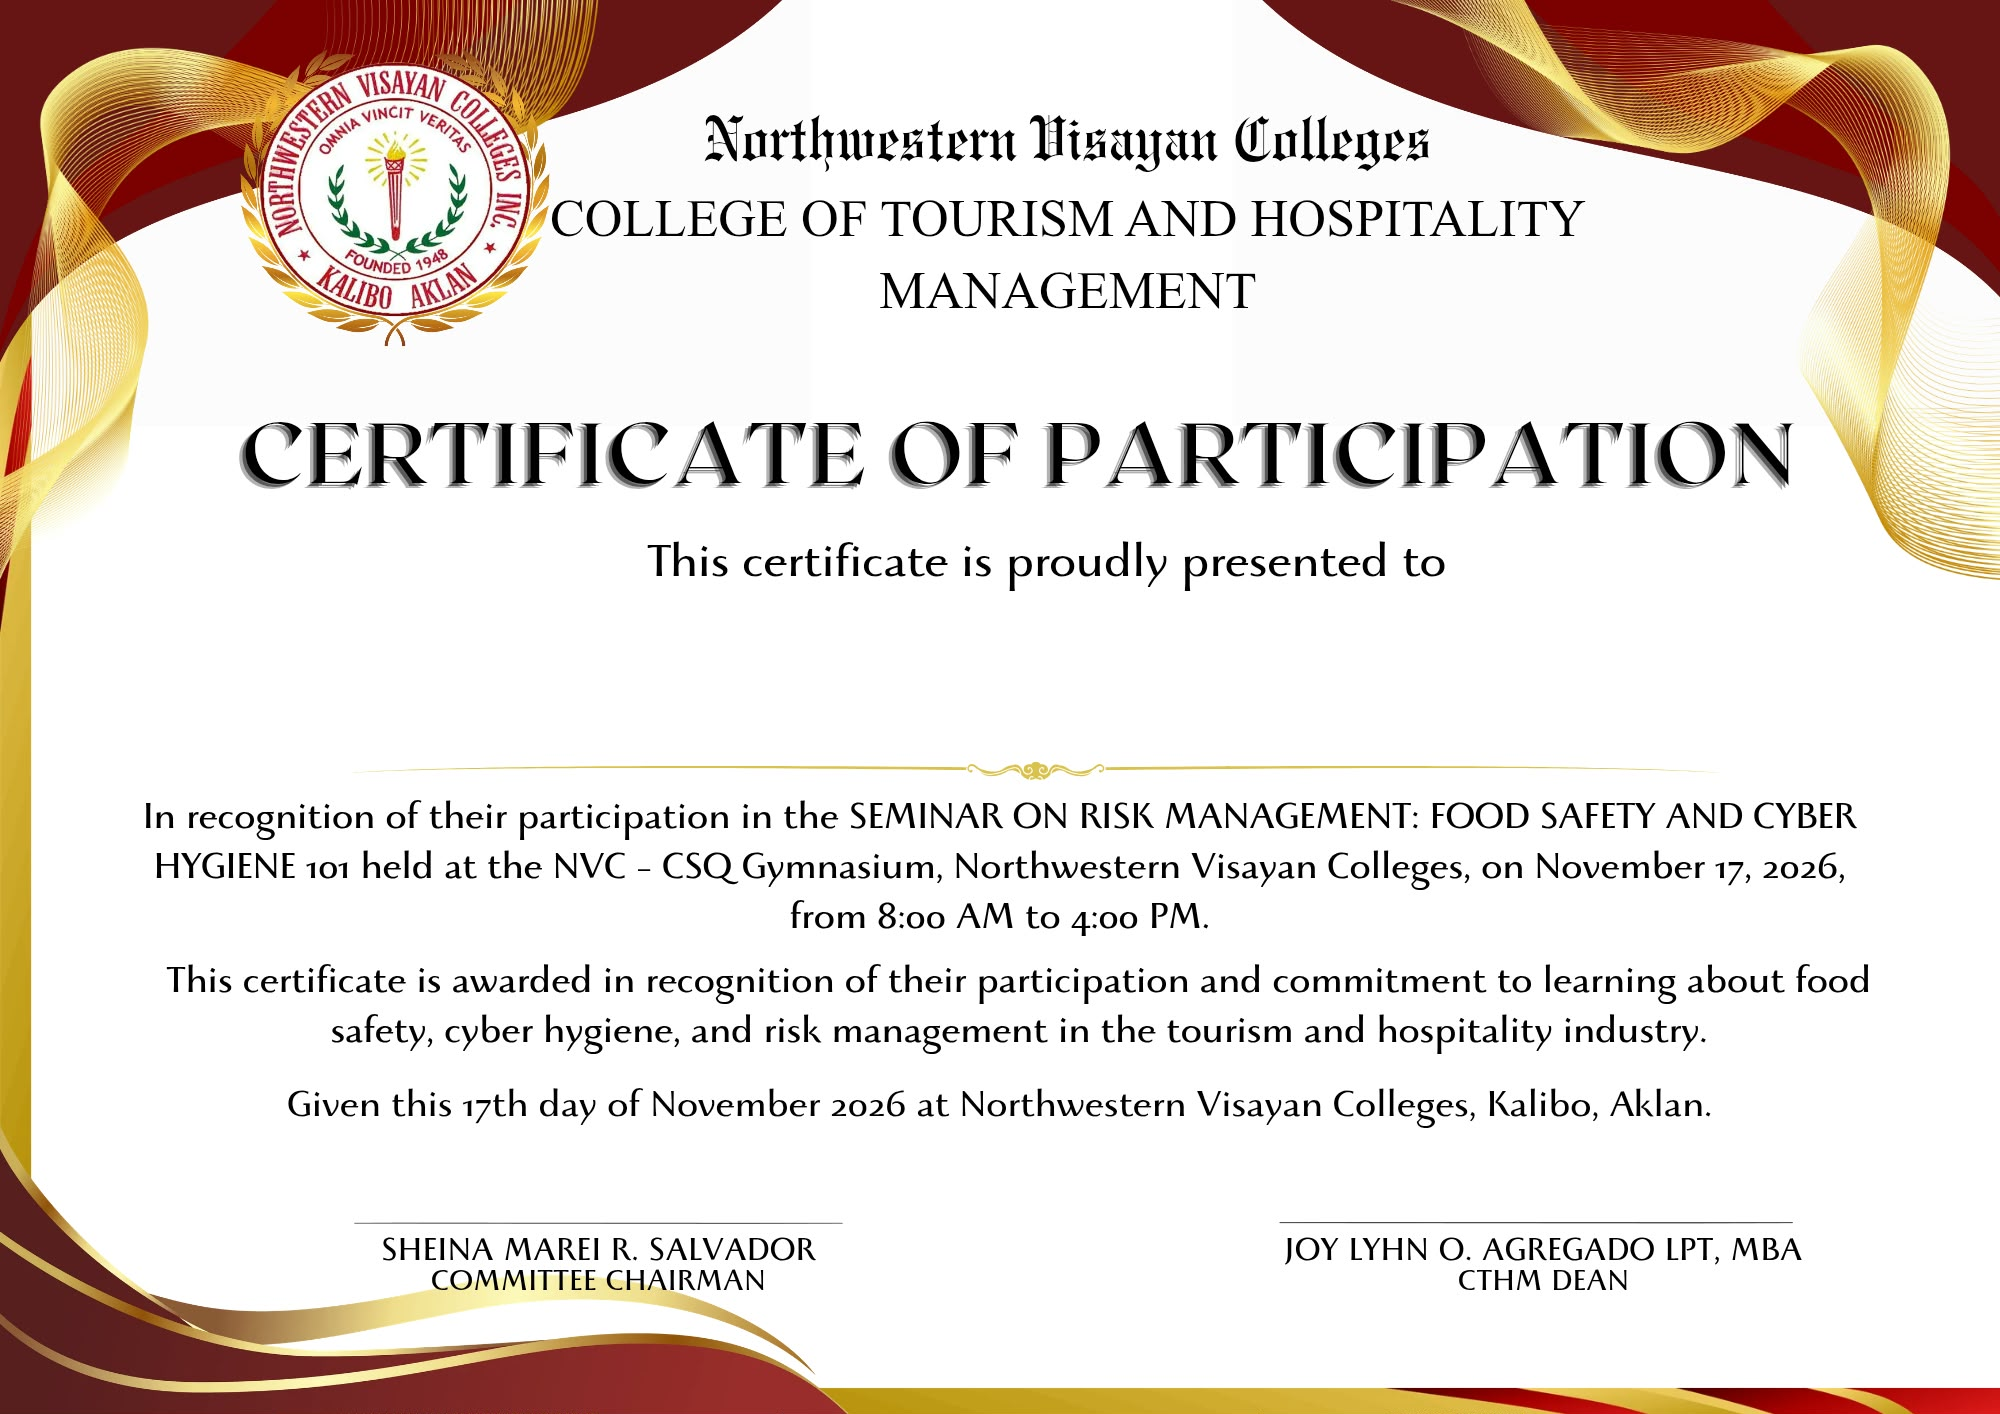 NORTHWESTERN VISAYAN COLLEGES INC.
OMNIA VINCIT VERITAS
FOUNDED 1948
KALIBO AKLAN
Northwestern Visayan Colleges
COLLEGE OF TOURISM AND HOSPITALITY
MANAGEMENT
CERTIFICATE OF PARTICIPATION
This certificate is proudly presented to
In recognition of their participation in the SEMINAR ON RISK MANAGEMENT: FOOD SAFETY AND CYBER
HYGIENE 101 held at the NVC - CSQ Gymnasium, Northwestern Visayan Colleges, on November 17, 2026,
from 8:00 AM to 4:00 PM.
This certificate is awarded in recognition of their participation and commitment to learning about food
safety, cyber hygiene, and risk management in the tourism and hospitality industry.
Given this 17th day of November 2026 at Northwestern Visayan Colleges, Kalibo, Aklan.
SHEINA MAREI R. SALVADOR
COMMITTEE CHAIRMAN
JOY LYHN O. AGREGADO LPT, MBA
CTHM DEAN